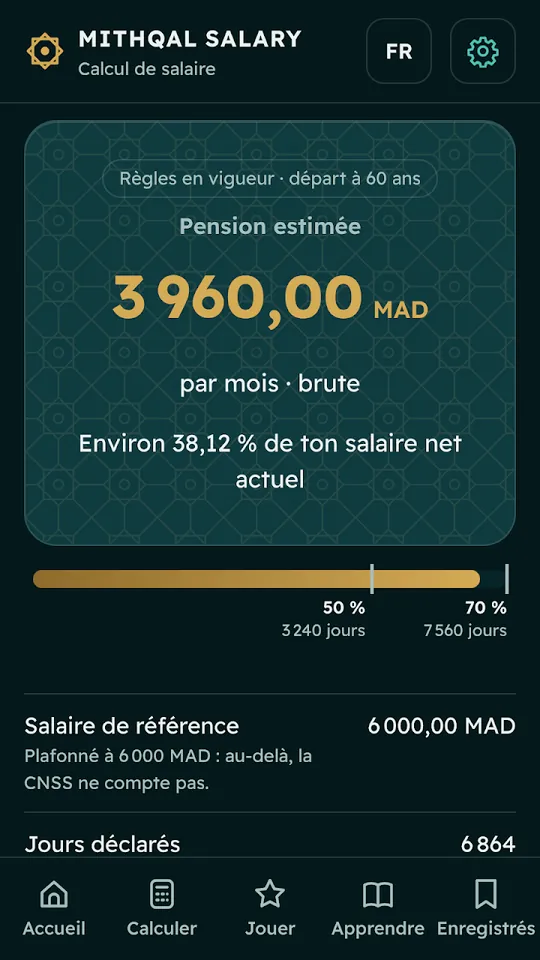 MITHQAL SALARY
Calcul de salaire
FR
Règles en vigueur · départ à 60 ans
Pension estimée
3 960,00 MAD
par mois · brute
Environ 38,12 % de ton salaire net
actuel
50 %
3 240 jours
70 %
7 560 jours
Salaire de référence
6 000,00 MAD
Plafonné à 6 000 MAD : au-delà, la
CNSS ne compte pas.
Jours déclarés
6 864
Accueil
Calculer
Jouer
Apprendre
Enregistrés